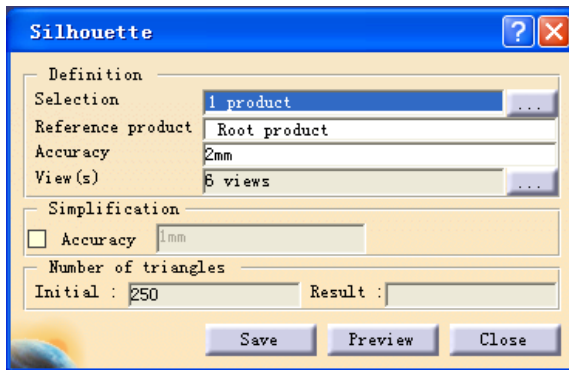 Silhouette
Definition
Selection 1 product ...
Reference product Root product
Accuracy 2mm
View(s) 6 views ...
Simplification
Accuracy 1mm
Number of triangles
Initial : 250 Result :
Save Preview Close